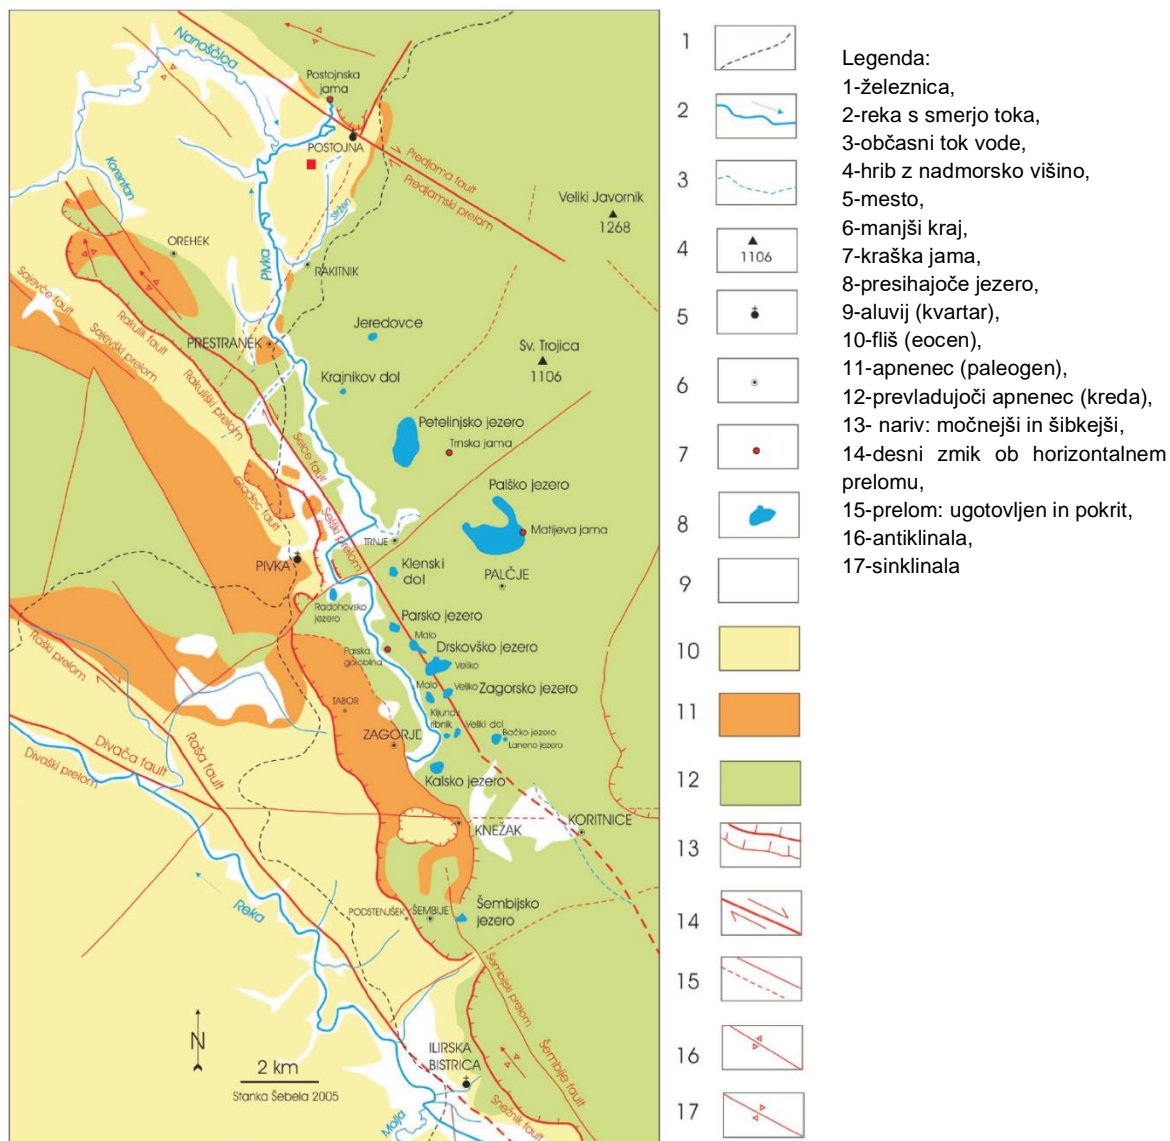 Nanoščica
Postojnska
jama
POSTOJNA
Predjama fault
Predjamski prelom
Korentan
Stržen
Veliki Javornik
1268
OREHEK
Pivka
RAKITNIK
Sajevče fault
Sajevški prelom
Rakulik fault
Rakuliški prelom
PRESTRANEK
Jeredovce
Sv. Trojica
1106
Krajnikov dol
Petelinjsko jezero
Trnska jama
Selce fault
Selški prelom
Gradec fault
Palško jezero
Matijeva jama
TRNJE
PIVKA
Klenski
dol
PALČJE
Radohovsko
jezero
Parsko jezero
Malo
Drskovško jezero
Parska
golobina
Veliko
Raški prelom
Malo
Veliko
Zagorsko jezero
TABOR
Kljunov
ribnik
Veliki dol
Bačko jezero
Laneno jezero
ZAGORJE
Divača fault
Divaški prelom
Raša fault
Kalsko jezero
KNEŽAK
KORITNICE
Reka
PODSTENJŠEK
ŠEMBIJE
Šembijsko
jezero
Šembijski prelom
Šembije fault
N
2 km
Stanka Šebela 2005
ILIRSKA
BISTRICA
Molja
Snežnik fault
1
2
3
4
1106
5
6
7
8
9
10
11
12
13
14
15
16
17
Legenda:
1-železnica,
2-reka s smerjo toka,
3-občasni tok vode,
4-hrib z nadmorsko višino,
5-mesto,
6-manjši kraj,
7-kraška jama,
8-presihajoče jezero,
9-aluvij (kvartar),
10-fliš (eocen),
11-apnenec (paleogen),
12-prevladujoči apnenec (kreda),
13- nariv: močnejši in šibkejši,
14-desni zmik ob horizontalnem
prelomu,
15-prelom: ugotovljen in pokrit,
16-antiklinala,
17-sinklinala